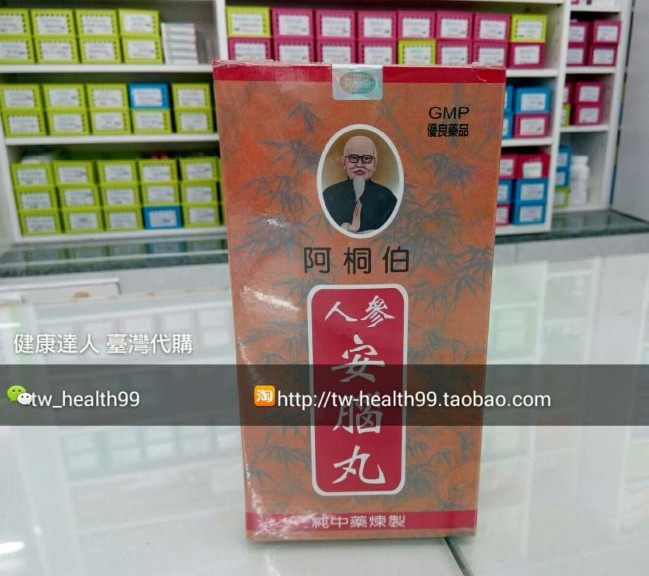 GMP
優良藥品
阿桐伯
人參
安
腦
丸
純中藥煉製
健康達人 臺灣代購
tw_health99
淘 http://tw-health99.taobao.com